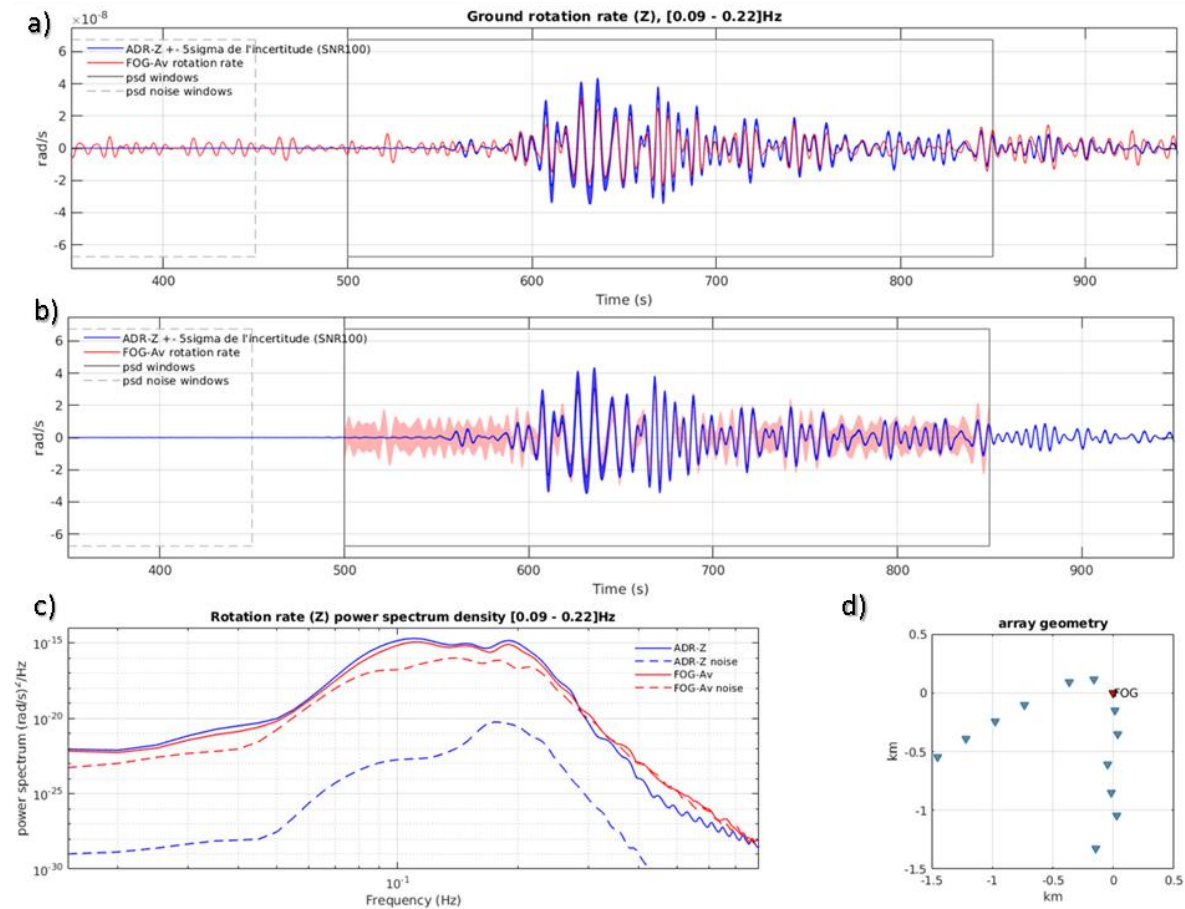 a)
×10⁻⁸
Ground rotation rate (Z), [0.09 - 0.22]Hz
ADR-Z +- 5sigma de l'incertitude (SNR100)
FOG-Av rotation rate
psd windows
psd noise windows
6
4
2
0
-2
-4
-6
rad/s
400 500 600 700 800 900
Time (s)
b)
ADR-Z +- 5sigma de l'incertitude (SNR100)
FOG-Av rotation rate
psd windows
psd noise windows
6
4
2
0
-2
-4
-6
rad/s
400 500 600 700 800 900
Time (s)
c)
Rotation rate (Z) power spectrum density [0.09 - 0.22]Hz
ADR-Z
ADR-Z noise
FOG-Av
FOG-Av noise
10⁻¹⁵
10⁻²⁰
10⁻²⁵
10⁻³⁰
power spectrum (rad/s)²/Hz
10⁻¹
Frequency (Hz)
d)
array geometry
0.5
0
-0.5
-1
-1.5
km
FOG
-1.5 -1 -0.5 0 0.5
km